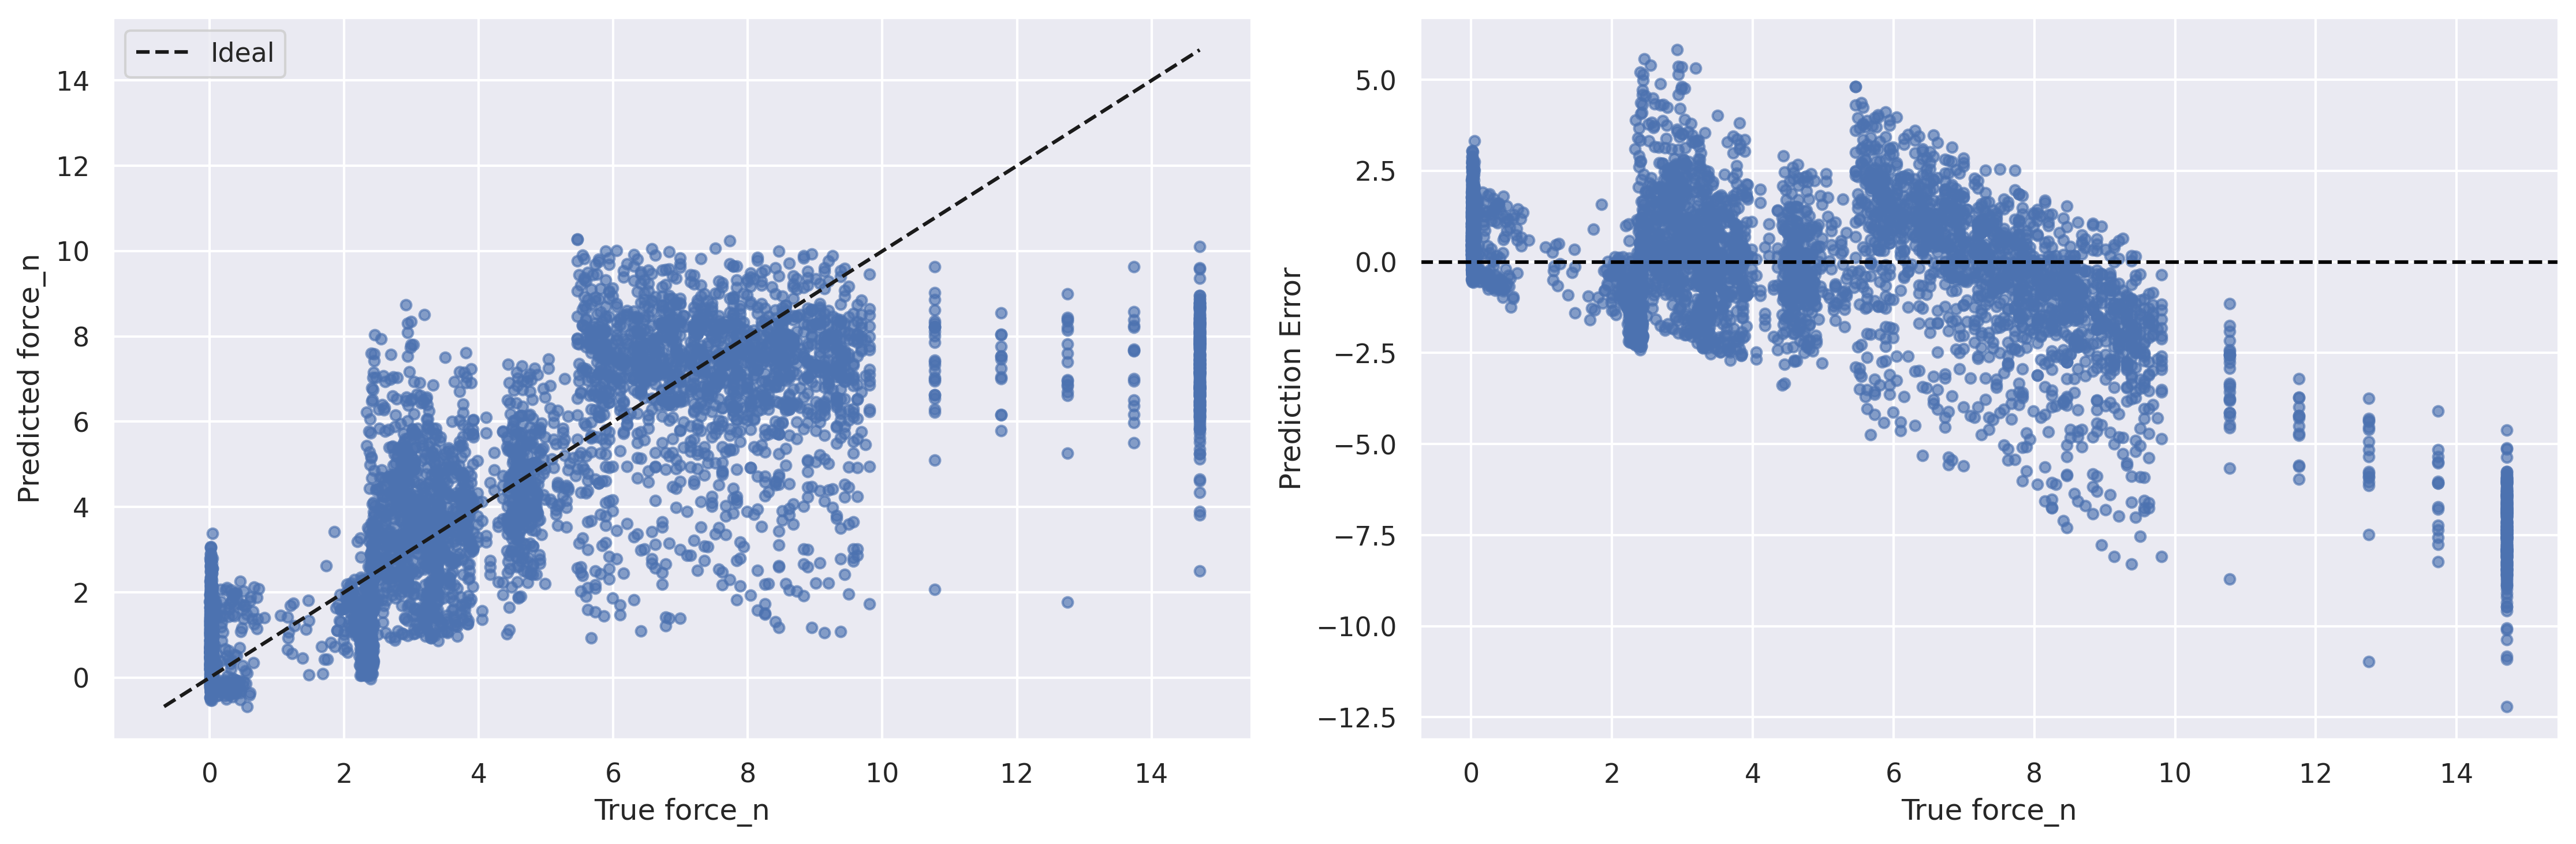 Ideal
Predicted force_n
14
12
10
8
6
4
2
0
0 2 4 6 8 10 12 14
True force_n
Prediction Error
5.0
2.5
0.0
−2.5
−5.0
−7.5
−10.0
−12.5
0 2 4 6 8 10 12 14
True force_n